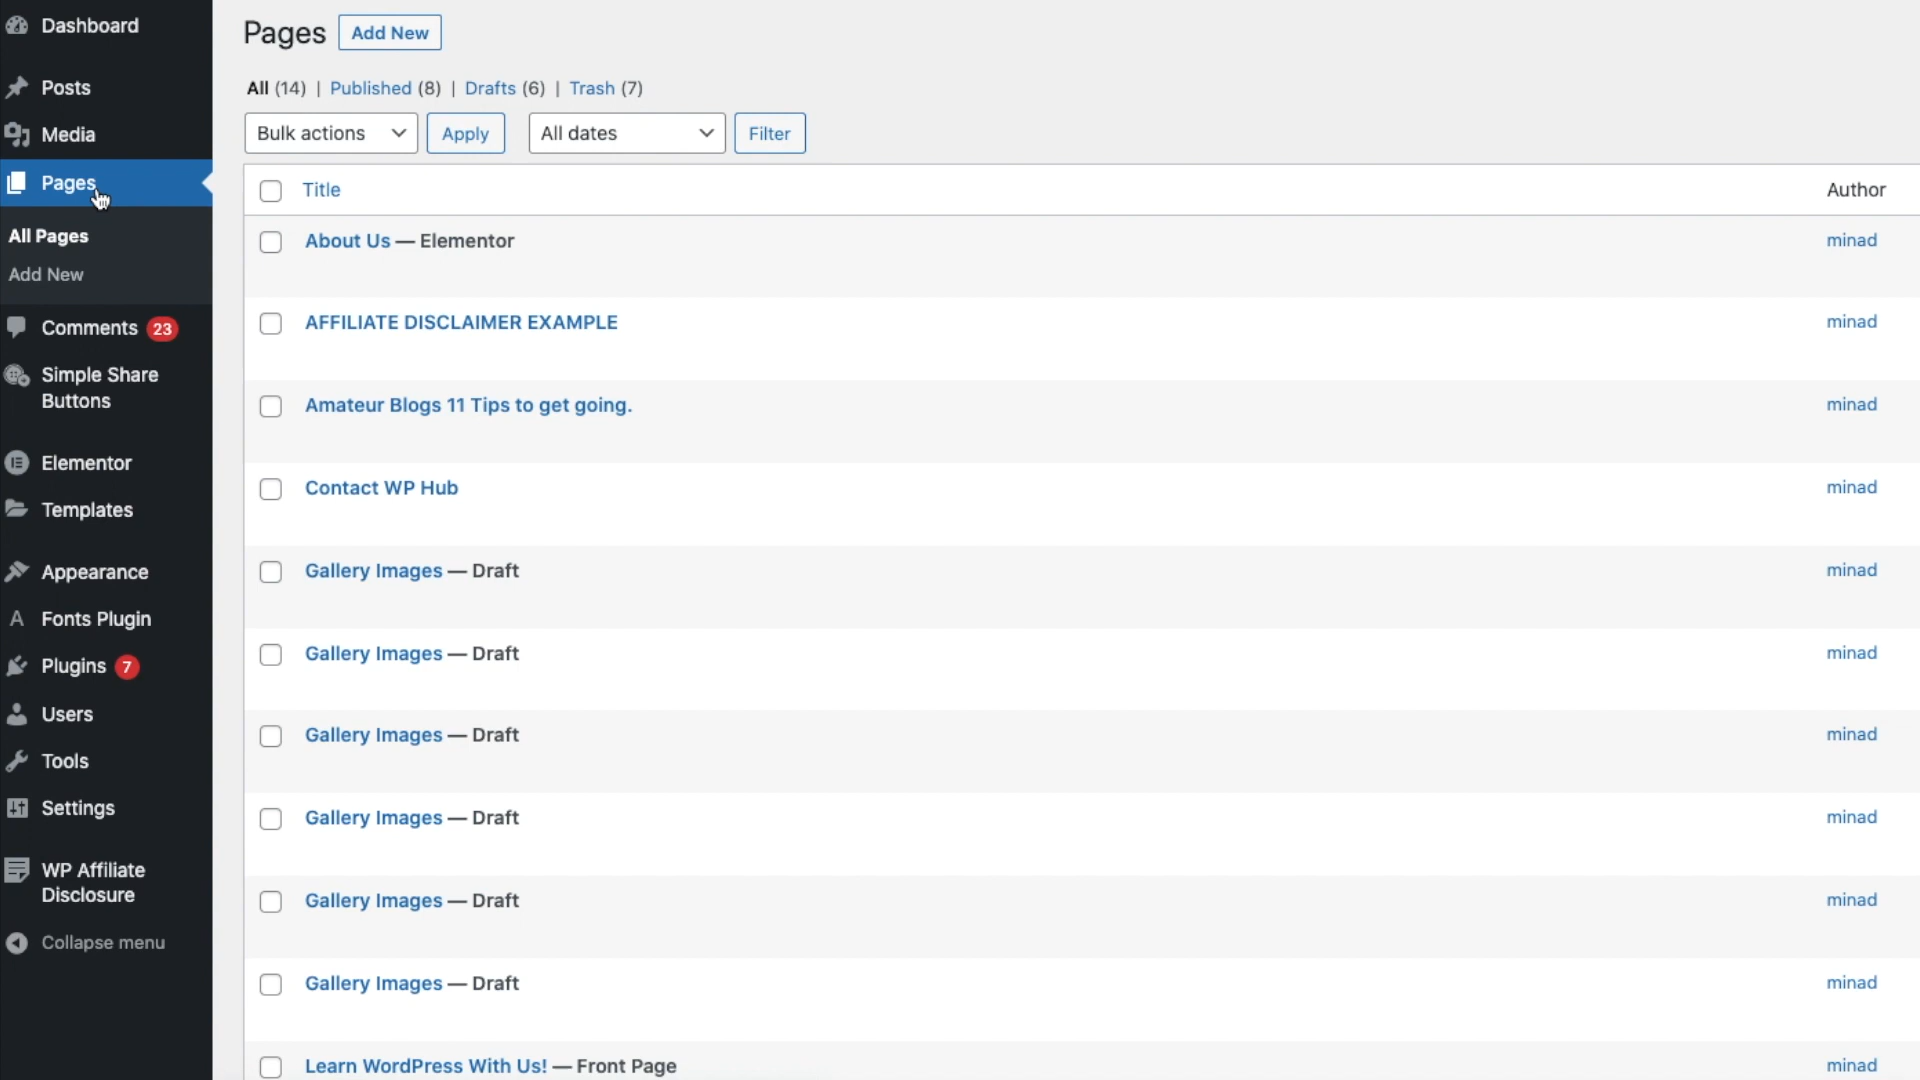 Dashboard
Posts
Media
Pages
All Pages
Add New
Comments 23
Simple Share
Buttons
Elementor
Templates
Appearance
A Fonts Plugin
Plugins 7
Users
Tools
Settings
WP Affiliate
Disclosure
Collapse menu
Pages Add New
All (14) | Published (8) | Drafts (6) | Trash (7)
Bulk actions Apply All dates Filter
Title Author
About Us — Elementor minad
AFFILIATE DISCLAIMER EXAMPLE minad
Amateur Blogs 11 Tips to get going. minad
Contact WP Hub minad
Gallery Images — Draft minad
Gallery Images — Draft minad
Gallery Images — Draft minad
Gallery Images — Draft minad
Gallery Images — Draft minad
Gallery Images — Draft minad
Learn WordPress With Us! — Front Page minad